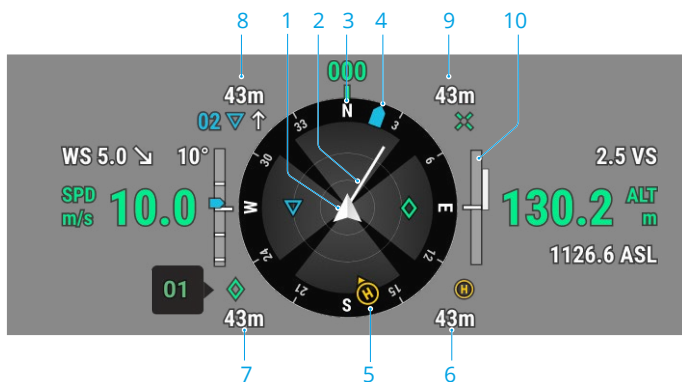 8 1 2 3 4 9 10
000
43m 43m
02
N
33 3
WS 5.0 10° 30 6 2.5 VS
SPD
m/s 10.0 W E 130.2 ALT
m
24 12 1126.6 ASL
01 21 S H 15 H
43m 43m
7 5 6